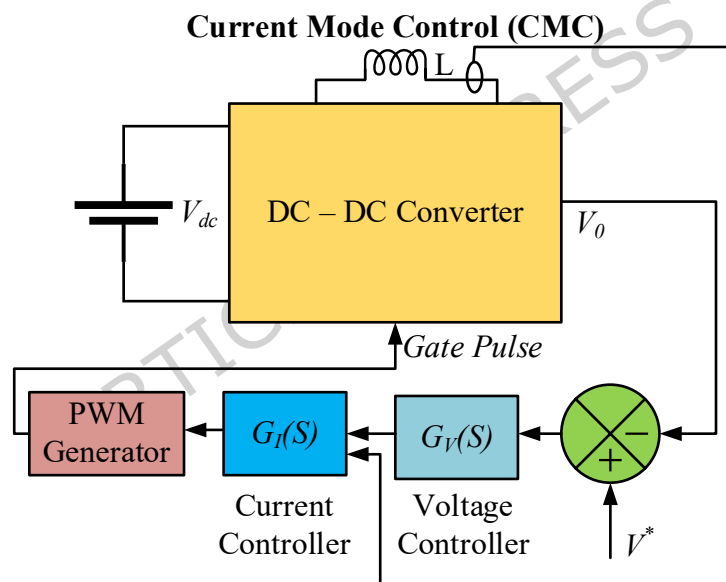 Current Mode Control (CMC)
L
V_dc
DC – DC Converter
V_0
Gate Pulse
PWM
Generator
G_I(S)
G_V(S)
−
+
Current
Controller
Voltage
Controller
V^*